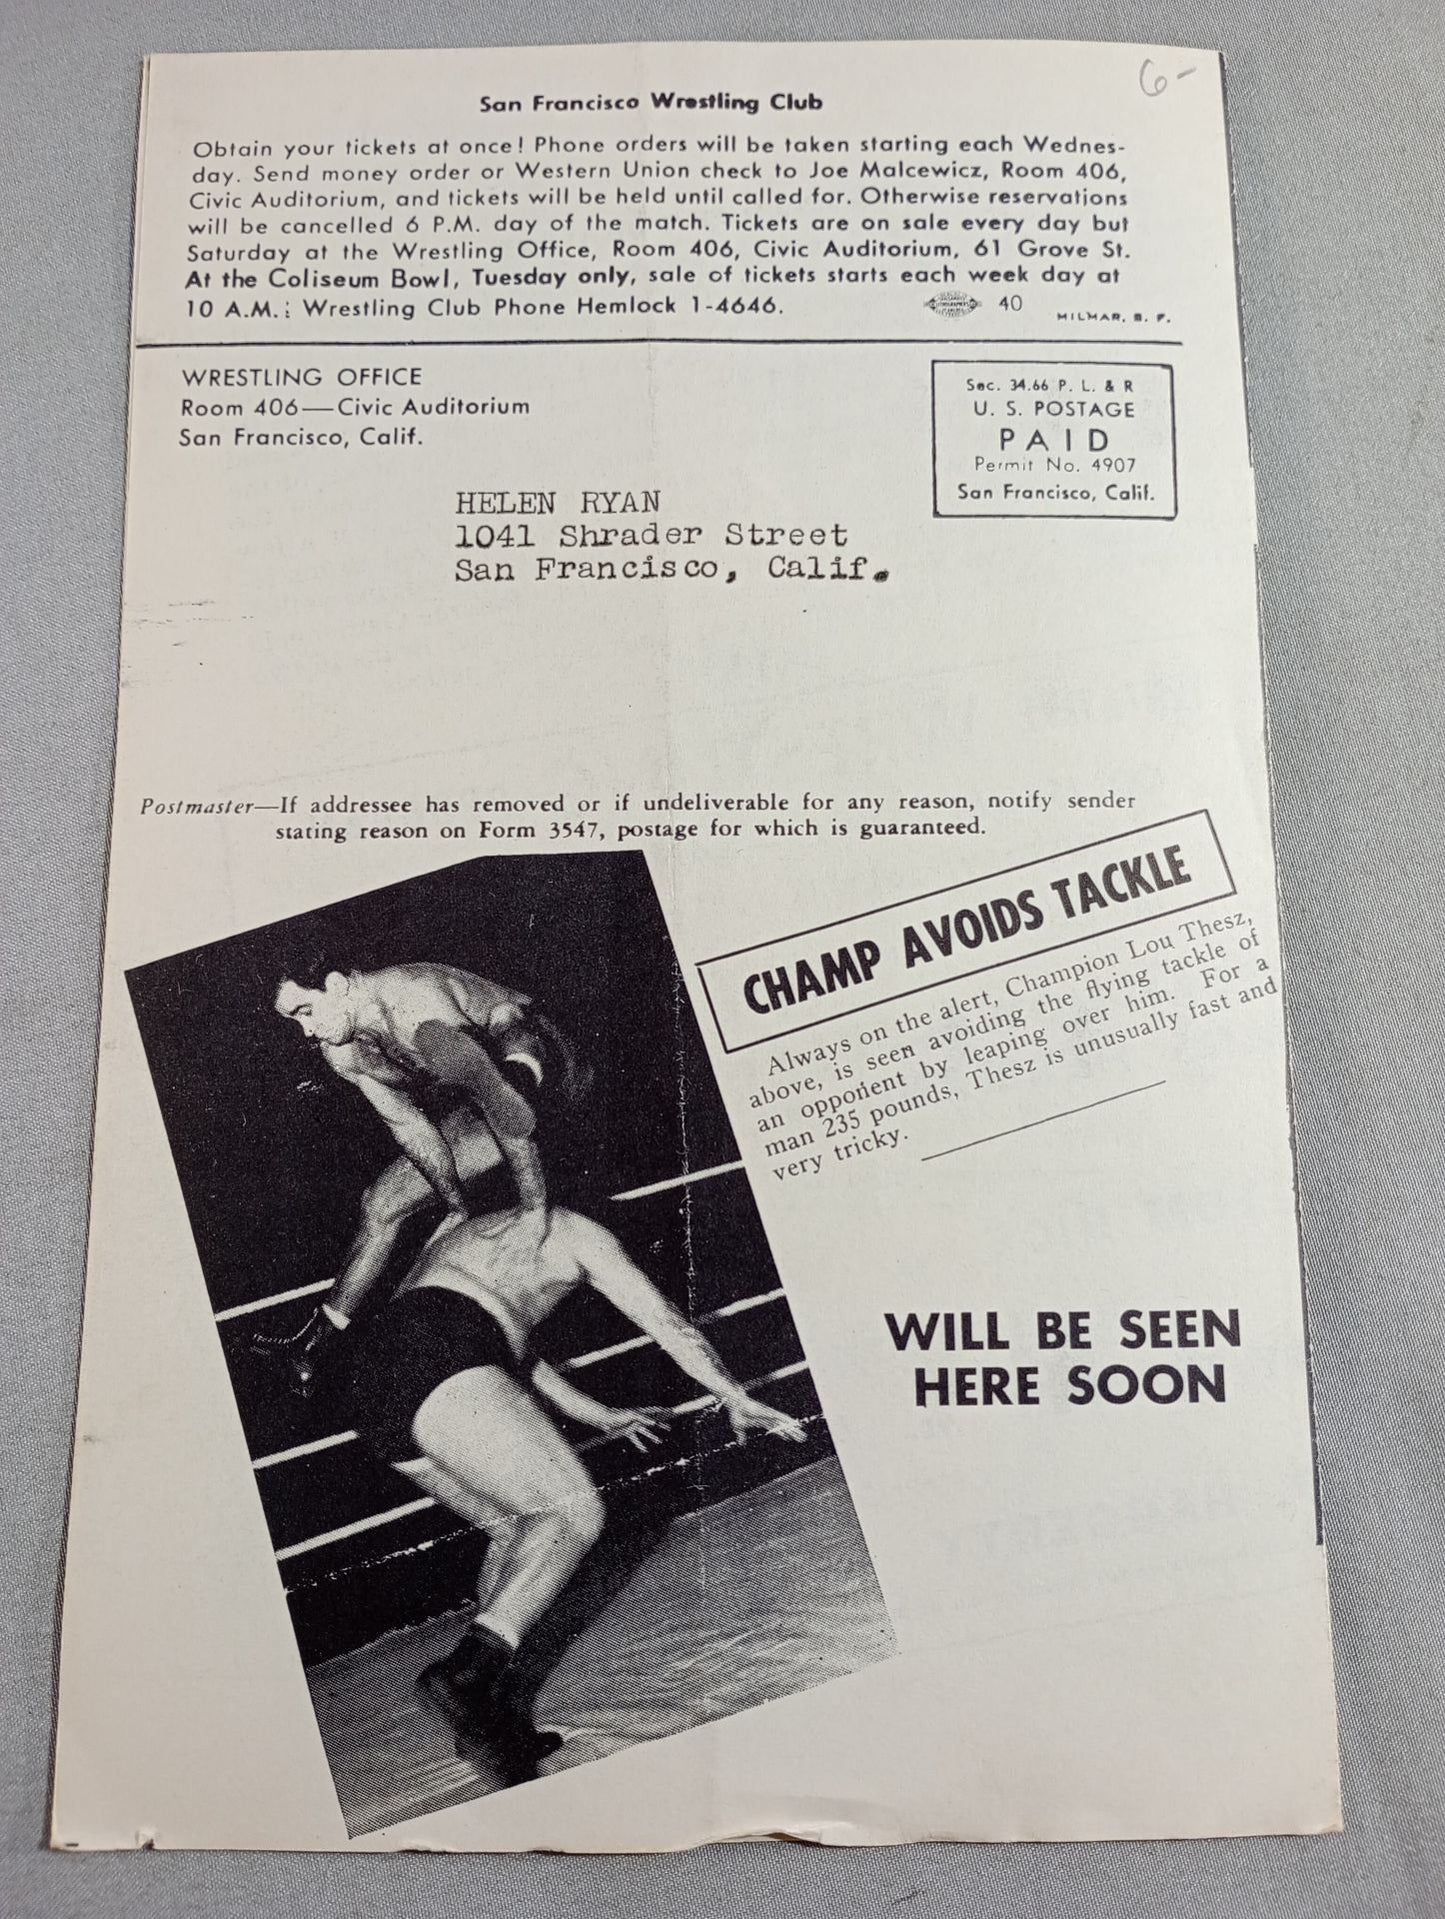 6-
San Francisco Wrestling Club
Obtain your tickets at once! Phone orders will be taken starting each Wednes-
day. Send money order or Western Union check to Joe Malcewicz, Room 406,
Civic Auditorium, and tickets will be held until called for. Otherwise reservations
will be cancelled 6 P.M. day of the match. Tickets are on sale every day but
Saturday at the Wrestling Office, Room 406, Civic Auditorium, 61 Grove St.
At the Coliseum Bowl, Tuesday only, sale of tickets starts each week day at
10 A.M.: Wrestling Club Phone Hemlock 1-4646.
40
MILMAR, S. F.
WRESTLING OFFICE
Room 406—Civic Auditorium
San Francisco, Calif.
Sec. 34.66 P. L. & R
U. S. POSTAGE
PAID
Permit No. 4907
San Francisco, Calif.
HELEN RYAN
1041 Shrader Street
San Francisco, Calif.
Postmaster—If addressee has removed or if undeliverable for any reason, notify sender
stating reason on Form 3547, postage for which is guaranteed.
CHAMP AVOIDS TACKLE
Always on the alert, Champion Lou Thesz,
above, is seen avoiding the flying tackle of
an opponent by leaping over him. For a
man 235 pounds, Thesz is unusually fast and
very tricky.
WILL BE SEEN
HERE SOON